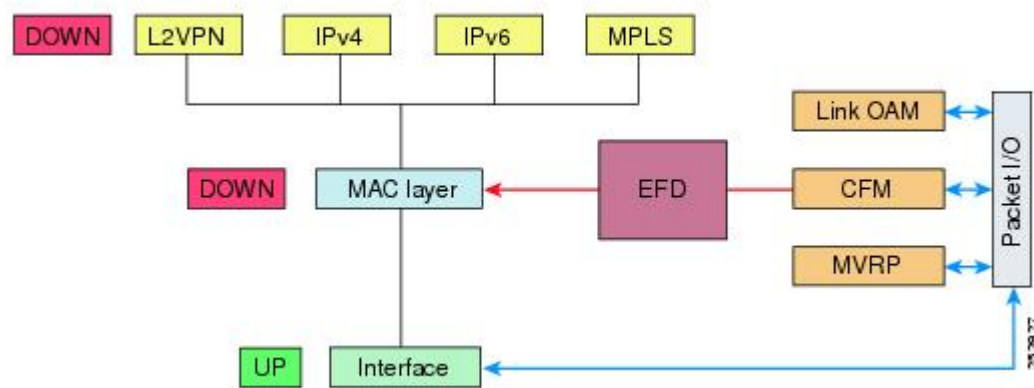 DOWN L2VPN IPv4 IPv6 MPLS
Link OAM
DOWN MAC layer EFD CFM
Packet I/O
MVRP
UP Interface